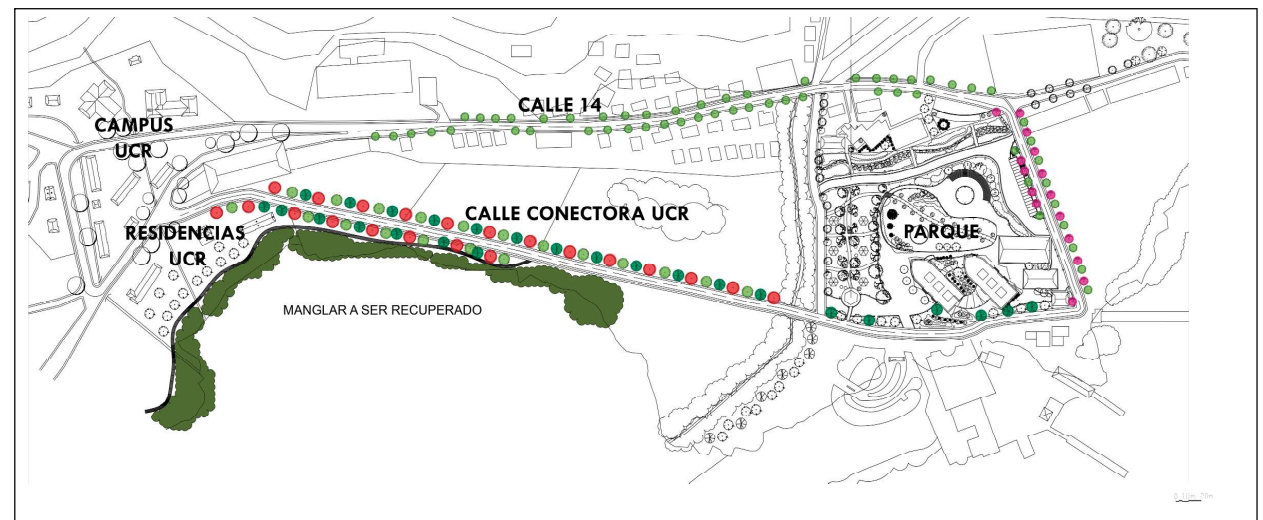 CALLE 14
CAMPUS
UCR
CALLE CONECTORA UCR
RESIDENCIAS
UCR
PARQUE
MANGLAR A SER RECUPERADO